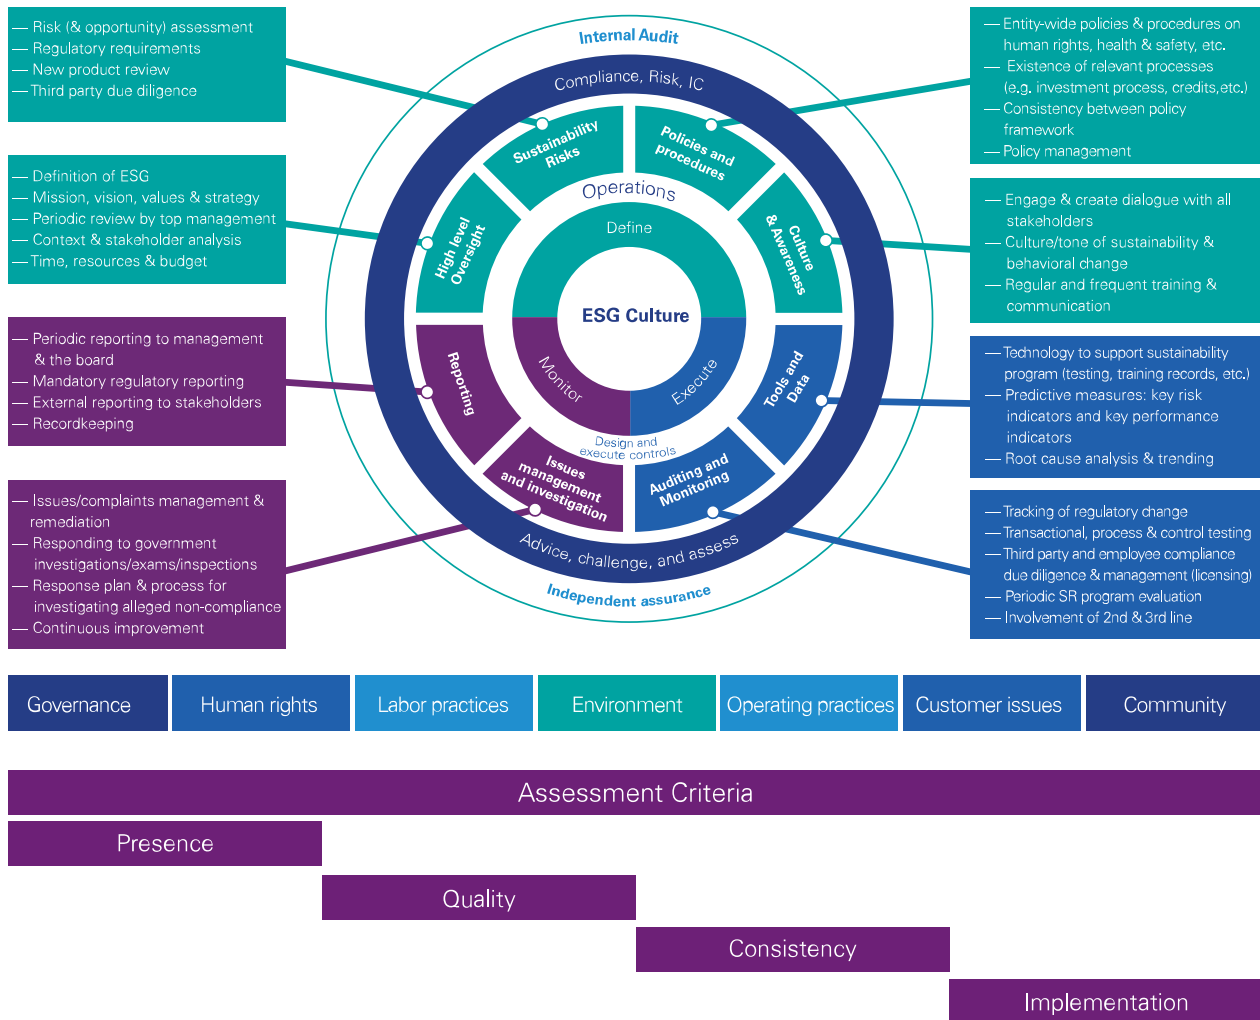 — Risk (& opportunity) assessment
— Regulatory requirements
— New product review
— Third party due diligence
— Definition of ESG
— Mission, vision, values & strategy
— Periodic review by top management
— Context & stakeholder analysis
— Time, resources & budget
— Periodic reporting to management
& the board
— Mandatory regulatory reporting
— External reporting to stakeholders
— Recordkeeping
— Issues/complaints management &
remediation
— Responding to government
investigations/exams/inspections
— Response plan & process for
investigating alleged non-compliance
— Continuous improvement
Internal Audit
Compliance, Risk, IC
Sustainability
Risks
Policies and
procedures
Operations
Define
High level
Oversight
Culture
& Awareness
ESG Culture
Monitor
Execute
Reporting
Tools and
Data
Design and
execute controls
Issues
management
and investigation
Auditing and
Monitoring
Advice, challenge, and assess
Independent assurance
— Entity-wide policies & procedures on
human rights, health & safety, etc.
— Existence of relevant processes
(e.g. investment process, credits,etc.)
— Consistency between policy
framework
— Policy management
— Engage & create dialogue with all
stakeholders
— Culture/tone of sustainability &
behavioral change
— Regular and frequent training &
communication
— Technology to support sustainability
program (testing, training records, etc.)
— Predictive measures: key risk
indicators and key performance
indicators
— Root cause analysis & trending
— Tracking of regulatory change
— Transactional, process & control testing
— Third party and employee compliance
due diligence & management (licensing)
— Periodic SR program evaluation
— Involvement of 2nd & 3rd line
Governance
Human rights
Labor practices
Environment
Operating practices
Customer issues
Community
Assessment Criteria
Presence
Quality
Consistency
Implementation